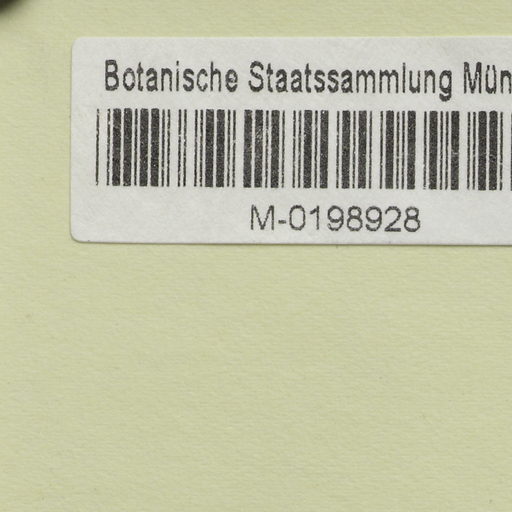 Botanische Staatssammlung Mün
M-0198928